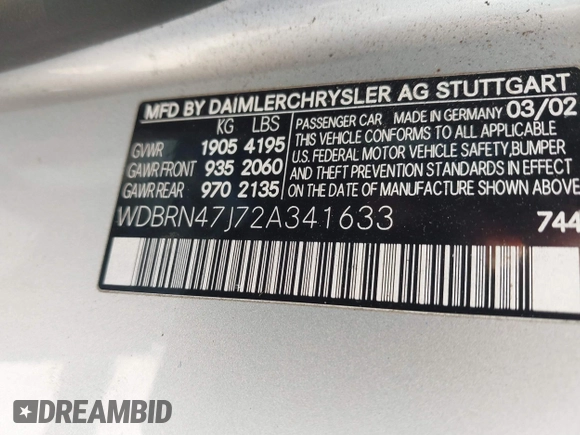 MFD BY DAIMLERCHRYSLER AG STUTTGART
KG LBS
GVWR 1905 4195
GAWR FRONT 935 2060
GAWR REAR 970 2135
PASSENGER CAR MADE IN GERMANY 03/02
THIS VEHICLE CONFORMS TO ALL APPLICABLE
U.S. FEDERAL MOTOR VEHICLE SAFETY, BUMPER
AND THEFT PREVENTION STANDARDS IN EFFECT
ON THE DATE OF MANUFACTURE SHOWN ABOVE
WDBRN47J72A341633 744
DREAMBID